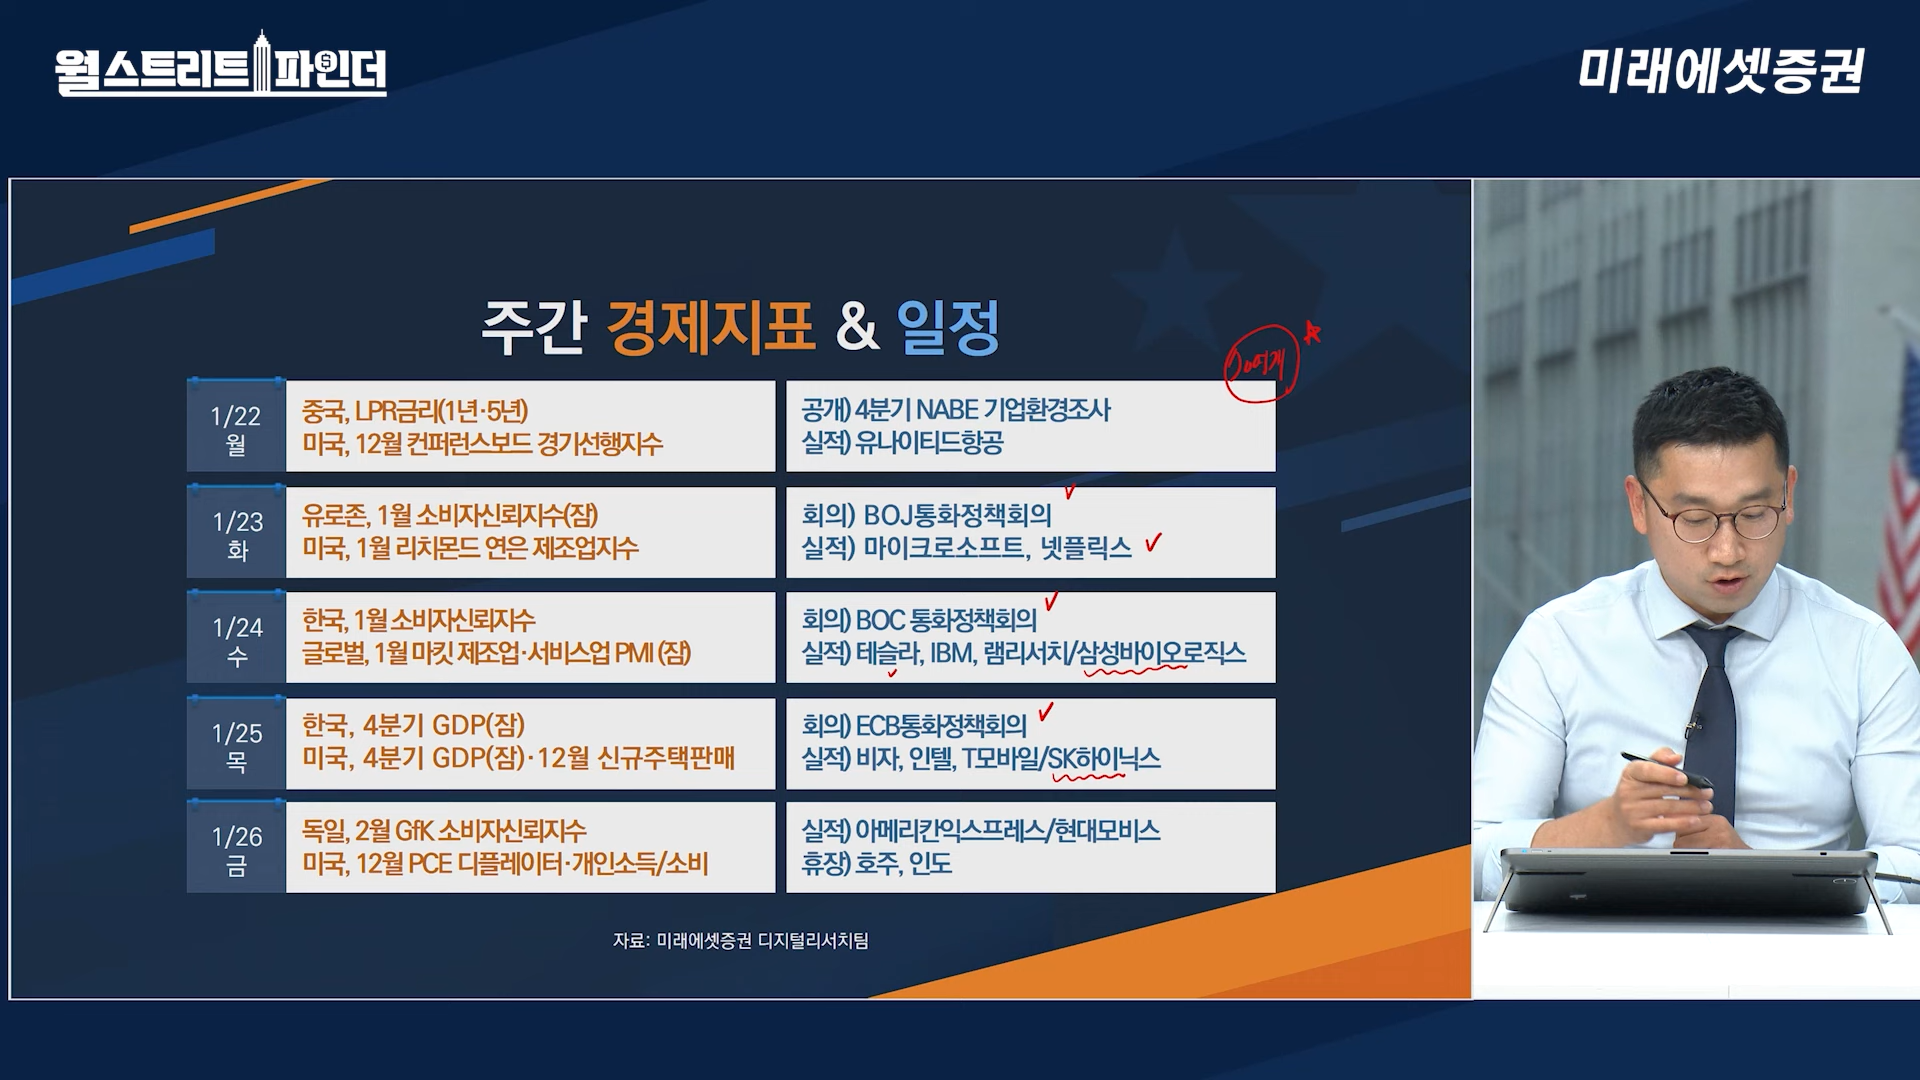 월스트리트 파인더
미래에셋증권
주간 경제지표 & 일정
1/22
월
중국, LPR금리(1년·5년)
미국, 12월 컨퍼런스보드 경기선행지수
공개) 4분기 NABE 기업환경조사
실적) 유나이티드항공
1/23
화
유로존, 1월 소비자신뢰지수(잠)
미국, 1월 리치몬드 연은 제조업지수
회의) BOJ통화정책회의
실적) 마이크로소프트, 넷플릭스
1/24
수
한국, 1월 소비자신뢰지수
글로벌, 1월 마킷 제조업·서비스업 PMI (잠)
회의) BOC 통화정책회의
실적) 테슬라, IBM, 램리서치/삼성바이오로직스
1/25
목
한국, 4분기 GDP(잠)
미국, 4분기 GDP(잠)·12월 신규주택판매
회의) ECB통화정책회의
실적) 비자, 인텔, T모바일/SK하이닉스
1/26
금
독일, 2월 GfK 소비자신뢰지수
미국, 12월 PCE 디플레이터·개인소득/소비
실적) 아메리칸익스프레스/현대모비스
휴장) 호주, 인도
자료: 미래에셋증권 디지털리서치팀